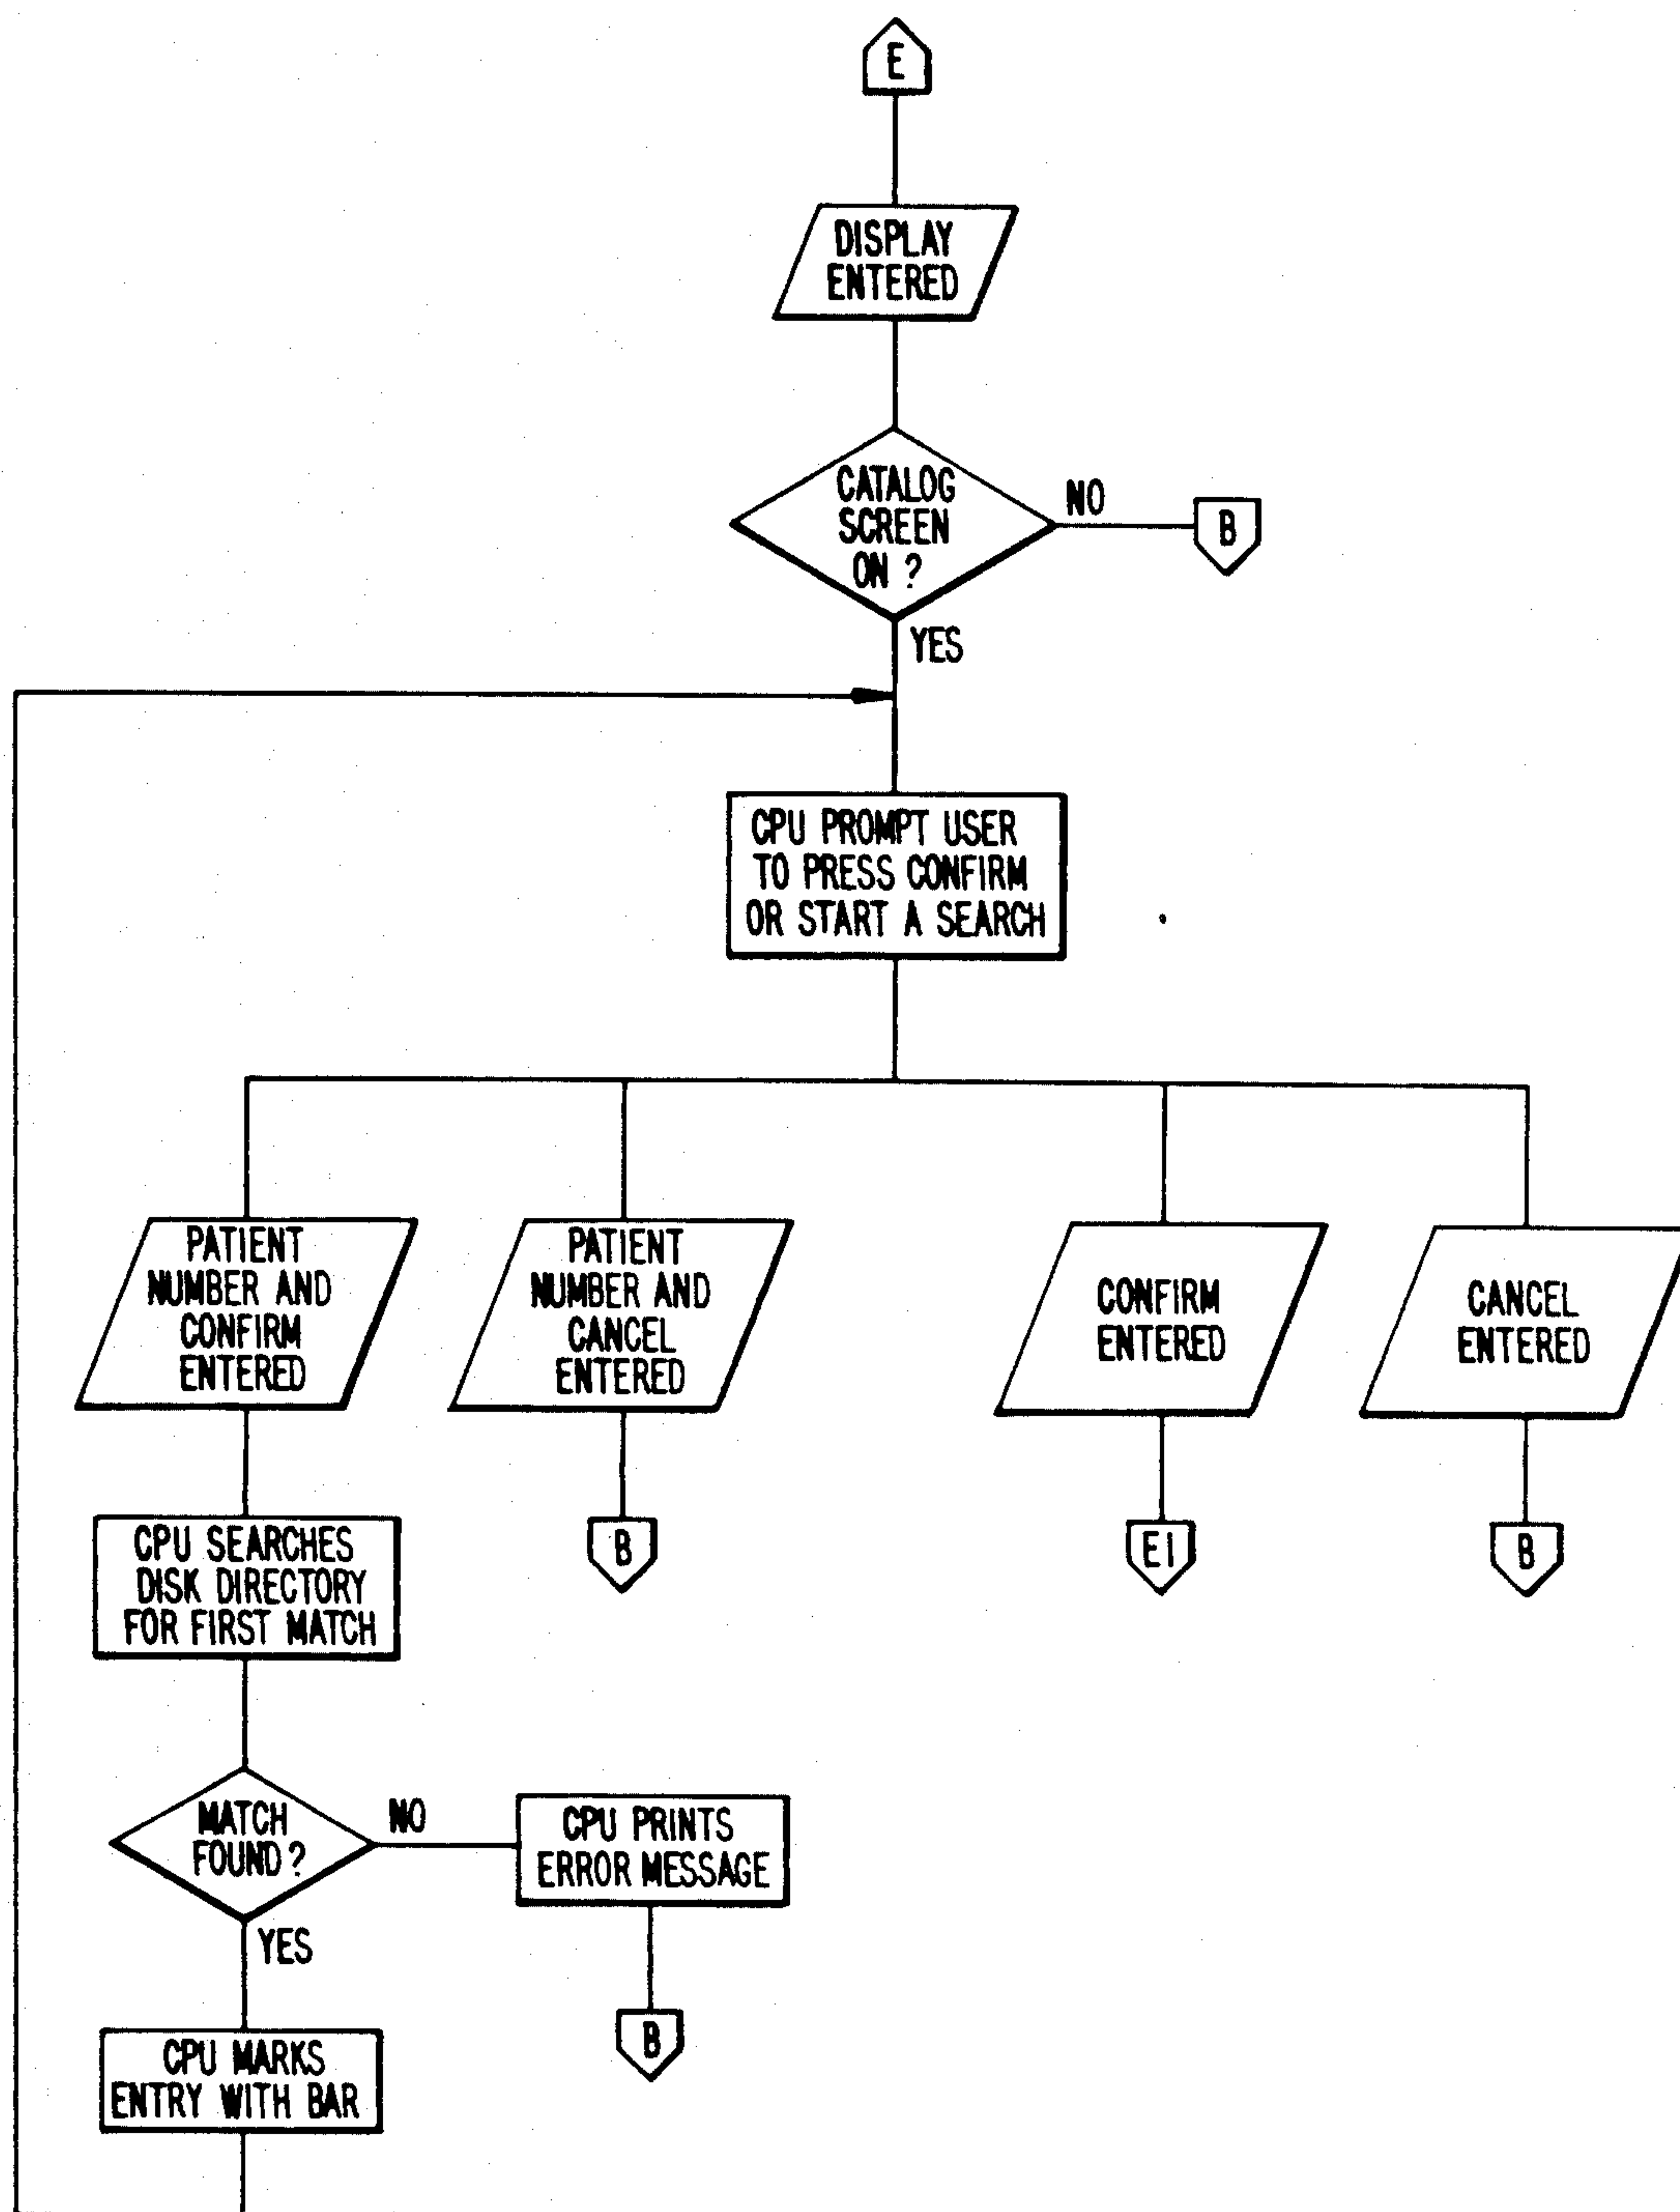 E
DISPLAY
ENTERED
CATALOG
SCREEN
ON ?
NO
B
YES
CPU PROMPT USER
TO PRESS CONFIRM
OR START A SEARCH
PATIENT
NUMBER AND
CONFIRM
ENTERED
PATIENT
NUMBER AND
CANCEL
ENTERED
CONFIRM
ENTERED
CANCEL
ENTERED
CPU SEARCHES
DISK DIRECTORY
FOR FIRST MATCH
B
E1
B
MATCH
FOUND?
NO
CPU PRINTS
ERROR MESSAGE
YES
B
CPU MARKS
ENTRY WITH BAR